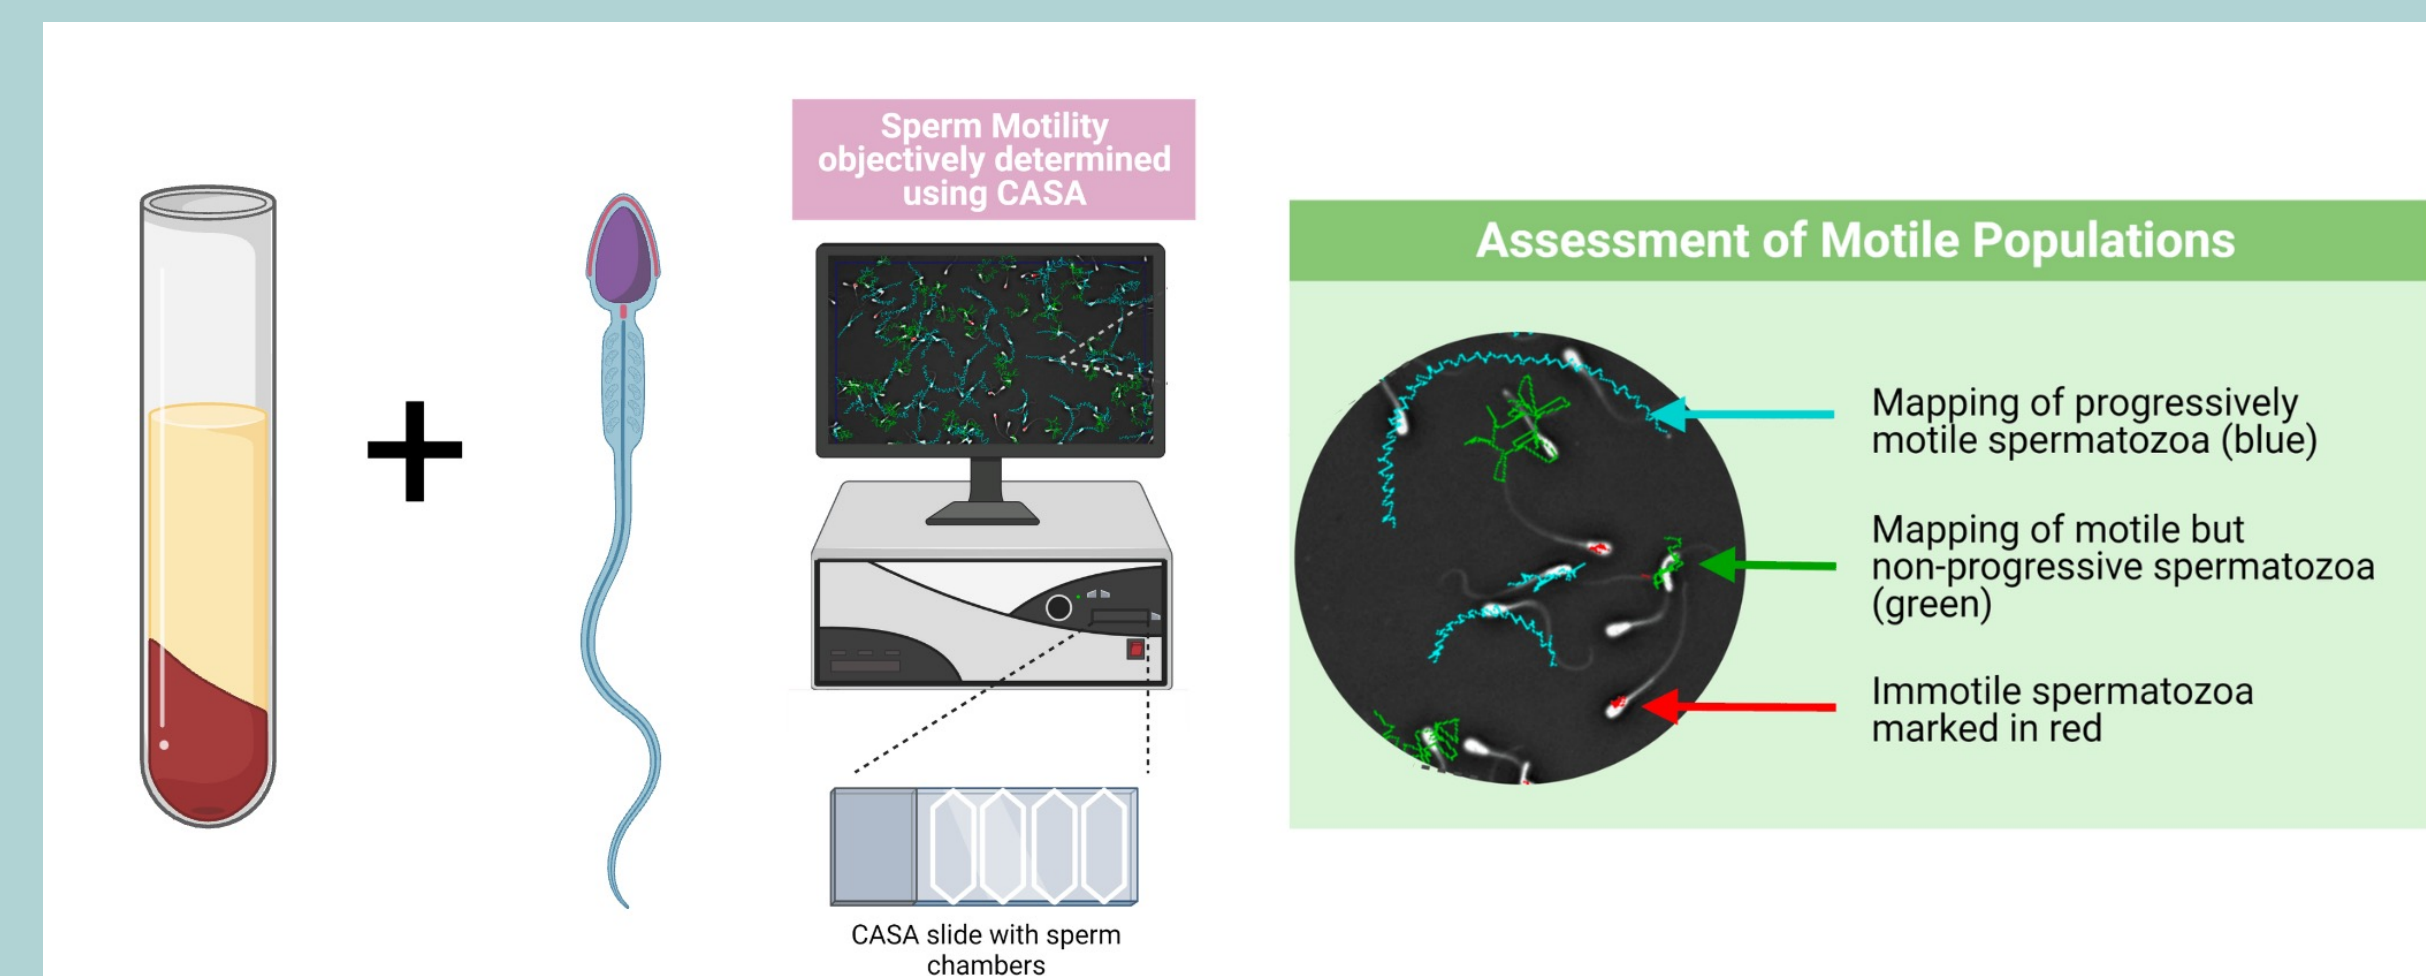 Sperm Motility
objectively determined
using CASA
CASA slide with sperm
chambers
Assessment of Motile Populations
Mapping of progressively
motile spermatozoa (blue)
Mapping of motile but
non-progressive spermatozoa
(green)
Immotile spermatozoa
marked in red